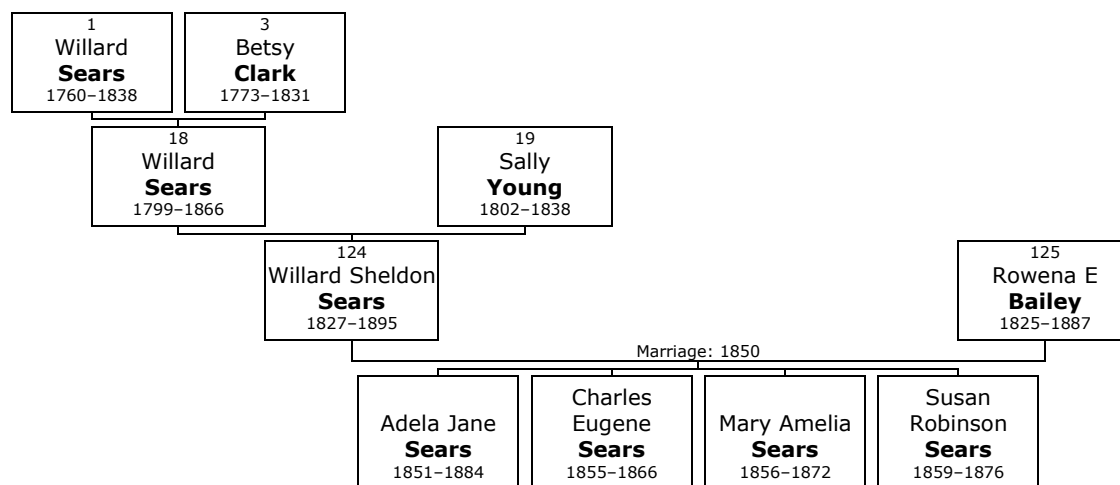 1
Willard
Sears
1760–1838
3
Betsy
Clark
1773–1831
18
Willard
Sears
1799–1866
19
Sally
Young
1802–1838
124
Willard Sheldon
Sears
1827–1895
125
Rowena E
Bailey
1825–1887
Marriage: 1850
Adela Jane
Sears
1851–1884
Charles
Eugene
Sears
1855–1866
Mary Amelia
Sears
1856–1872
Susan
Robinson
Sears
1859–1876